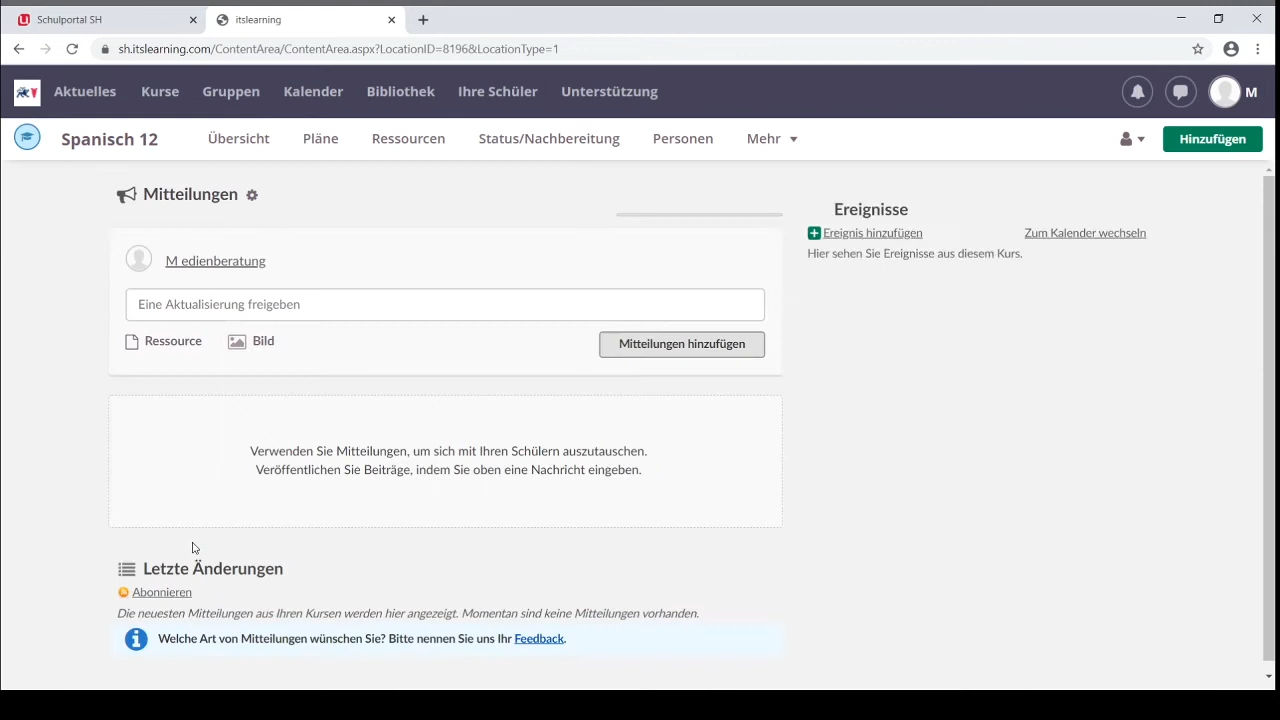 Schulportal SH
itslearning
sh.itslearning.com/ContentArea/ContentArea.aspx?LocationID=8196&LocationType=1
Aktuelles Kurse Gruppen Kalender Bibliothek Ihre Schüler Unterstützung M
Spanisch 12 Übersicht Pläne Ressourcen Status/Nachbereitung Personen Mehr Hinzufügen
Mitteilungen
M edienberatung
Eine Aktualisierung freigeben
Ressource Bild Mitteilungen hinzufügen
Verwenden Sie Mitteilungen, um sich mit Ihren Schülern auszutauschen.
Veröffentlichen Sie Beiträge, indem Sie oben eine Nachricht eingeben.
Letzte Änderungen
Abonnieren
Die neuesten Mitteilungen aus Ihren Kursen werden hier angezeigt. Momentan sind keine Mitteilungen vorhanden.
Welche Art von Mitteilungen wünschen Sie? Bitte nennen Sie uns Ihr Feedback.
Ereignisse
Ereignis hinzufügen Zum Kalender wechseln
Hier sehen Sie Ereignisse aus diesem Kurs.